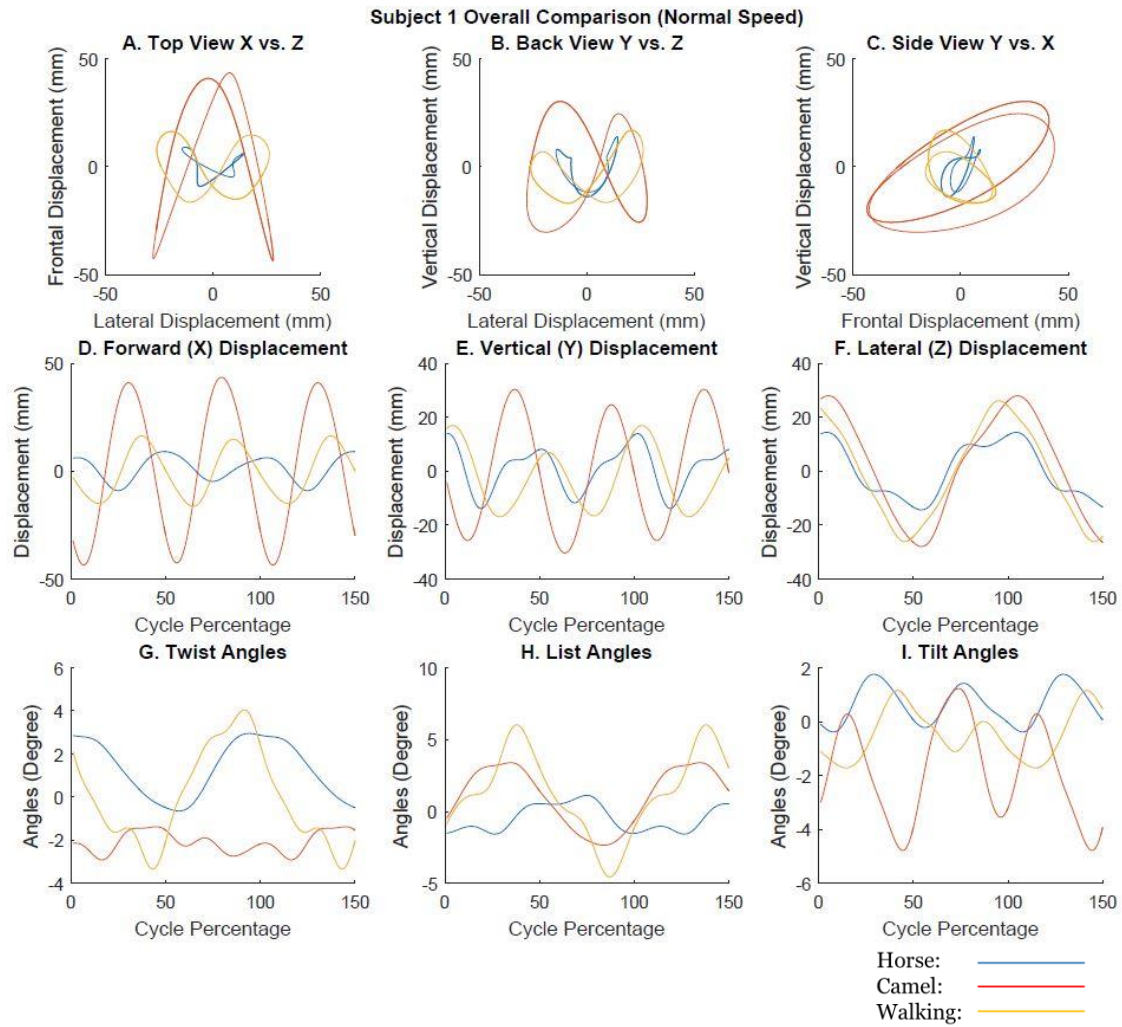 Subject 1 Overall Comparison (Normal Speed)
A. Top View X vs. Z
50
0
-50
Frontal Displacement (mm)
-50
0
50
Lateral Displacement (mm)
B. Back View Y vs. Z
50
0
-50
Vertical Displacement (mm)
-50
0
50
Lateral Displacement (mm)
C. Side View Y vs. X
50
0
-50
Vertical Displacement (mm)
-50
0
50
Frontal Displacement (mm)
D. Forward (X) Displacement
50
0
-50
Displacement (mm)
0
50
100
150
Cycle Percentage
E. Vertical (Y) Displacement
40
20
0
-20
-40
Displacement (mm)
0
50
100
150
Cycle Percentage
F. Lateral (Z) Displacement
40
20
0
-20
-40
Displacement (mm)
0
50
100
150
Cycle Percentage
G. Twist Angles
6
4
2
0
-2
-4
Angles (Degree)
0
50
100
150
Cycle Percentage
H. List Angles
10
5
0
-5
Angles (Degree)
0
50
100
150
Cycle Percentage
I. Tilt Angles
2
0
-2
-4
-6
Angles (Degree)
0
50
100
150
Cycle Percentage
Horse:
Camel:
Walking: